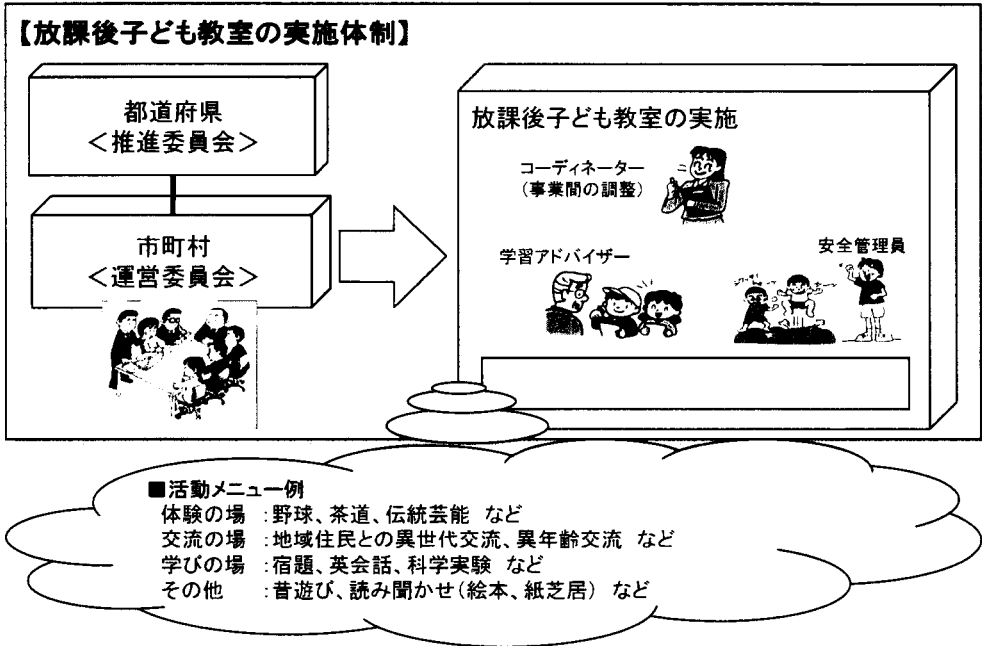 【放課後子ども教室の実施体制】
都道府県
＜推進委員会＞
市町村
＜運営委員会＞
放課後子ども教室の実施
コーディネーター
(事業間の調整)
学習アドバイザー
安全管理員
■活動メニュー例
体験の場 :野球、茶道、伝統芸能 など
交流の場 :地域住民との異世代交流、異年齢交流 など
学びの場 :宿題、英会話、科学実験 など
その他 :昔遊び、読み聞かせ(絵本、紙芝居) など